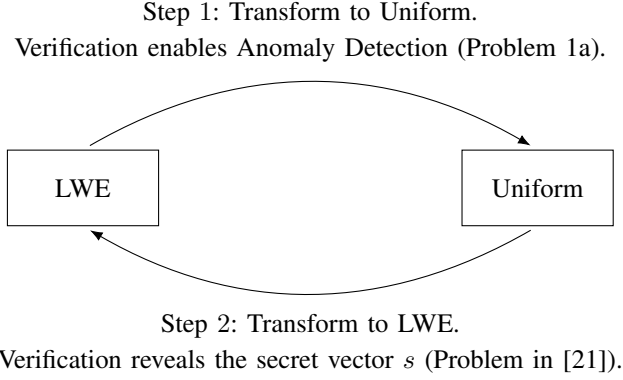 Step 1: Transform to Uniform.
Verification enables Anomaly Detection (Problem 1a).
LWE
Uniform
Step 2: Transform to LWE.
Verification reveals the secret vector s (Problem in [21]).